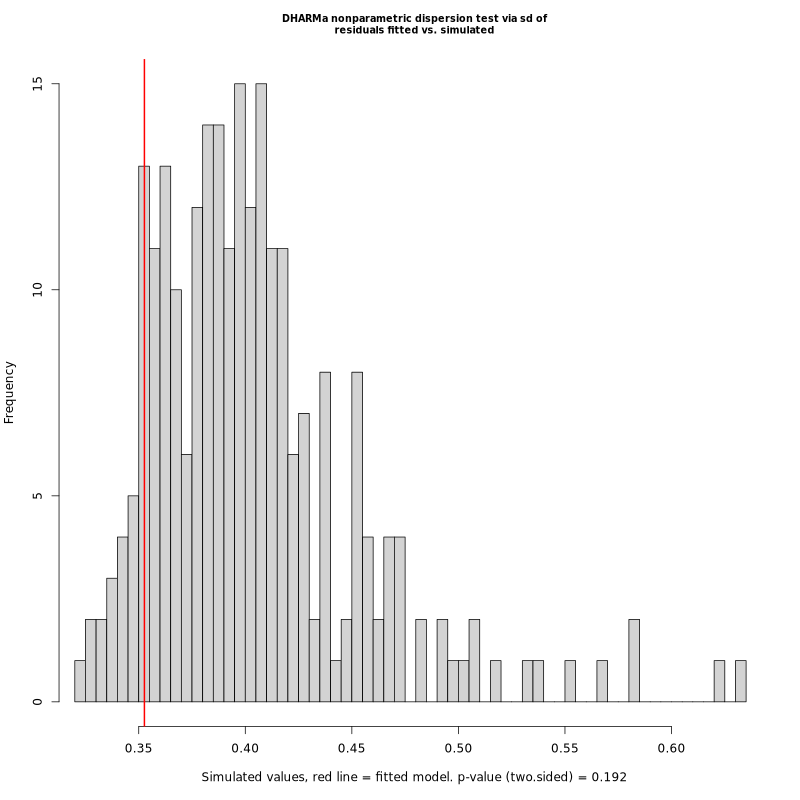 DHARMa nonparametric dispersion test via sd of
residuals fitted vs. simulated
Frequency
15
10
5
0
0.35 0.40 0.45 0.50 0.55 0.60
Simulated values, red line = fitted model. p-value (two.sided) = 0.192